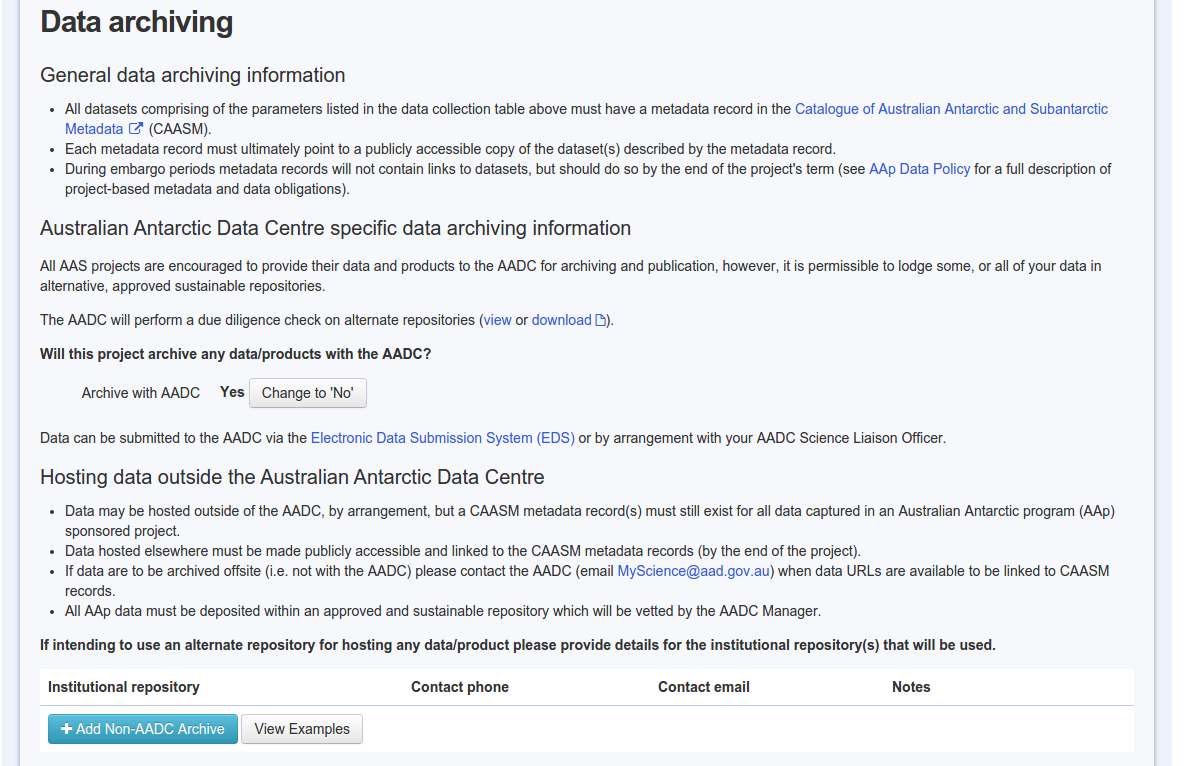 Data archiving
General data archiving information
• All datasets comprising of the parameters listed in the data collection table above must have a metadata record in the Catalogue of Australian Antarctic and Subantarctic
Metadata (CAASM).
• Each metadata record must ultimately point to a publicly accessible copy of the dataset(s) described by the metadata record.
• During embargo periods metadata records will not contain links to datasets, but should do so by the end of the project's term (see AAp Data Policy for a full description of
project-based metadata and data obligations).
Australian Antarctic Data Centre specific data archiving information
All AAS projects are encouraged to provide their data and products to the AADC for archiving and publication, however, it is permissible to lodge some, or all of your data in
alternative, approved sustainable repositories.
The AADC will perform a due diligence check on alternate repositories (view or download ).
Will this project archive any data/products with the AADC?
Archive with AADC Yes Change to 'No'
Data can be submitted to the AADC via the Electronic Data Submission System (EDS) or by arrangement with your AADC Science Liaison Officer.
Hosting data outside the Australian Antarctic Data Centre
• Data may be hosted outside of the AADC, by arrangement, but a CAASM metadata record(s) must still exist for all data captured in an Australian Antarctic program (AAp)
sponsored project.
• Data hosted elsewhere must be made publicly accessible and linked to the CAASM metadata records (by the end of the project).
• If data are to be archived offsite (i.e. not with the AADC) please contact the AADC (email MyScience@aad.gov.au) when data URLs are available to be linked to CAASM
records.
• All AAp data must be deposited within an approved and sustainable repository which will be vetted by the AADC Manager.
If intending to use an alternate repository for hosting any data/product please provide details for the institutional repository(s) that will be used.
Institutional repository Contact phone Contact email Notes
+ Add Non-AADC Archive View Examples